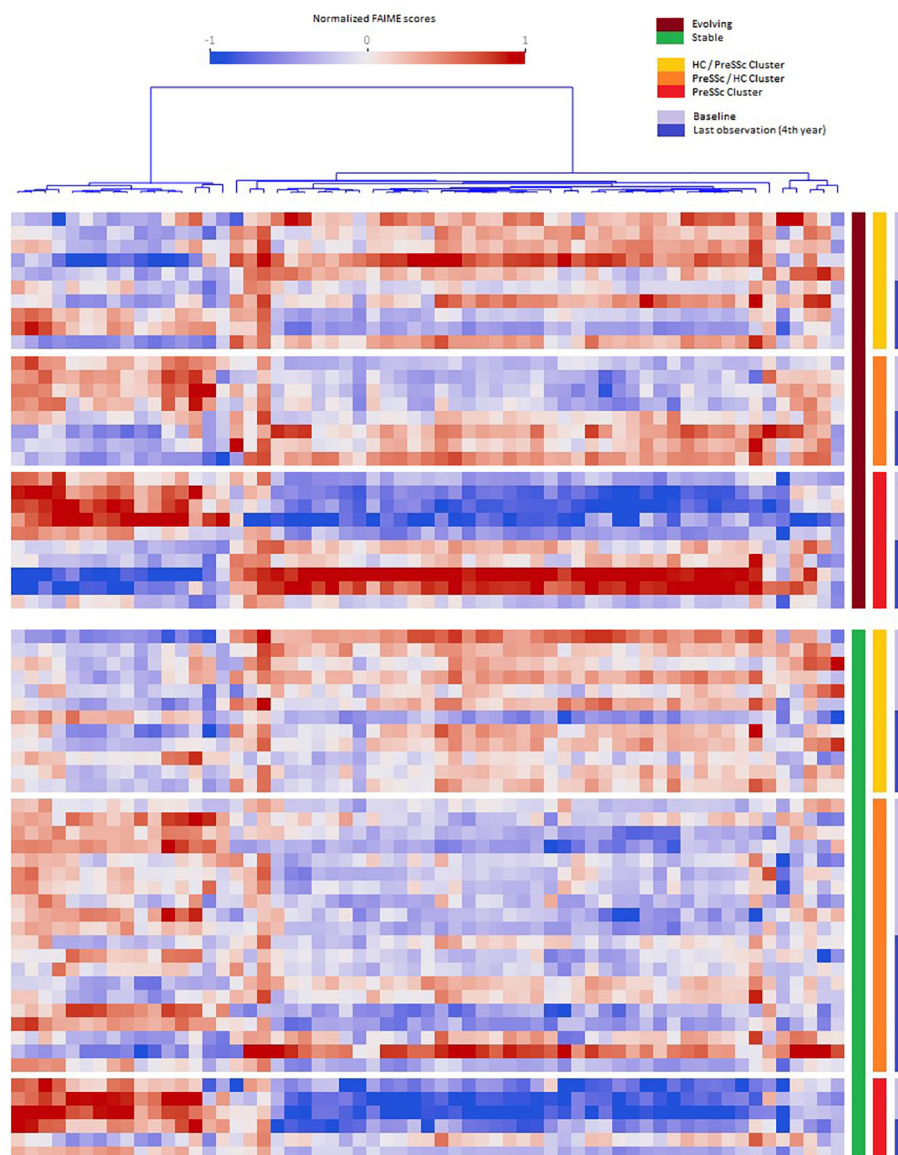 Normalized FAIME scores
-1 0 1
Evolving
Stable
HC / PreSSc Cluster
PreSSc / HC Cluster
PreSSc Cluster
Baseline
Last observation (4th year)